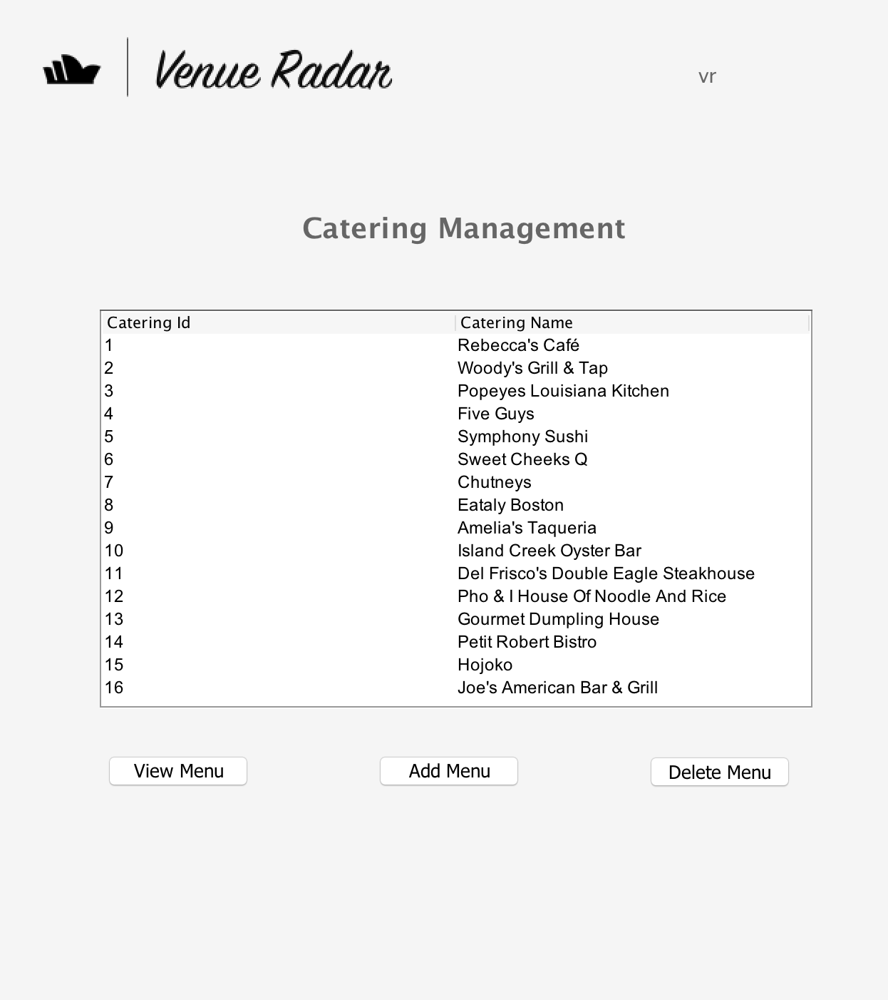 Venue Radar
vr
Catering Management
Catering Id Catering Name
1 Rebecca's Café
2 Woody's Grill & Tap
3 Popeyes Louisiana Kitchen
4 Five Guys
5 Symphony Sushi
6 Sweet Cheeks Q
7 Chutneys
8 Eataly Boston
9 Amelia's Taqueria
10 Island Creek Oyster Bar
11 Del Frisco's Double Eagle Steakhouse
12 Pho & I House Of Noodle And Rice
13 Gourmet Dumpling House
14 Petit Robert Bistro
15 Hojoko
16 Joe's American Bar & Grill
View Menu Add Menu Delete Menu